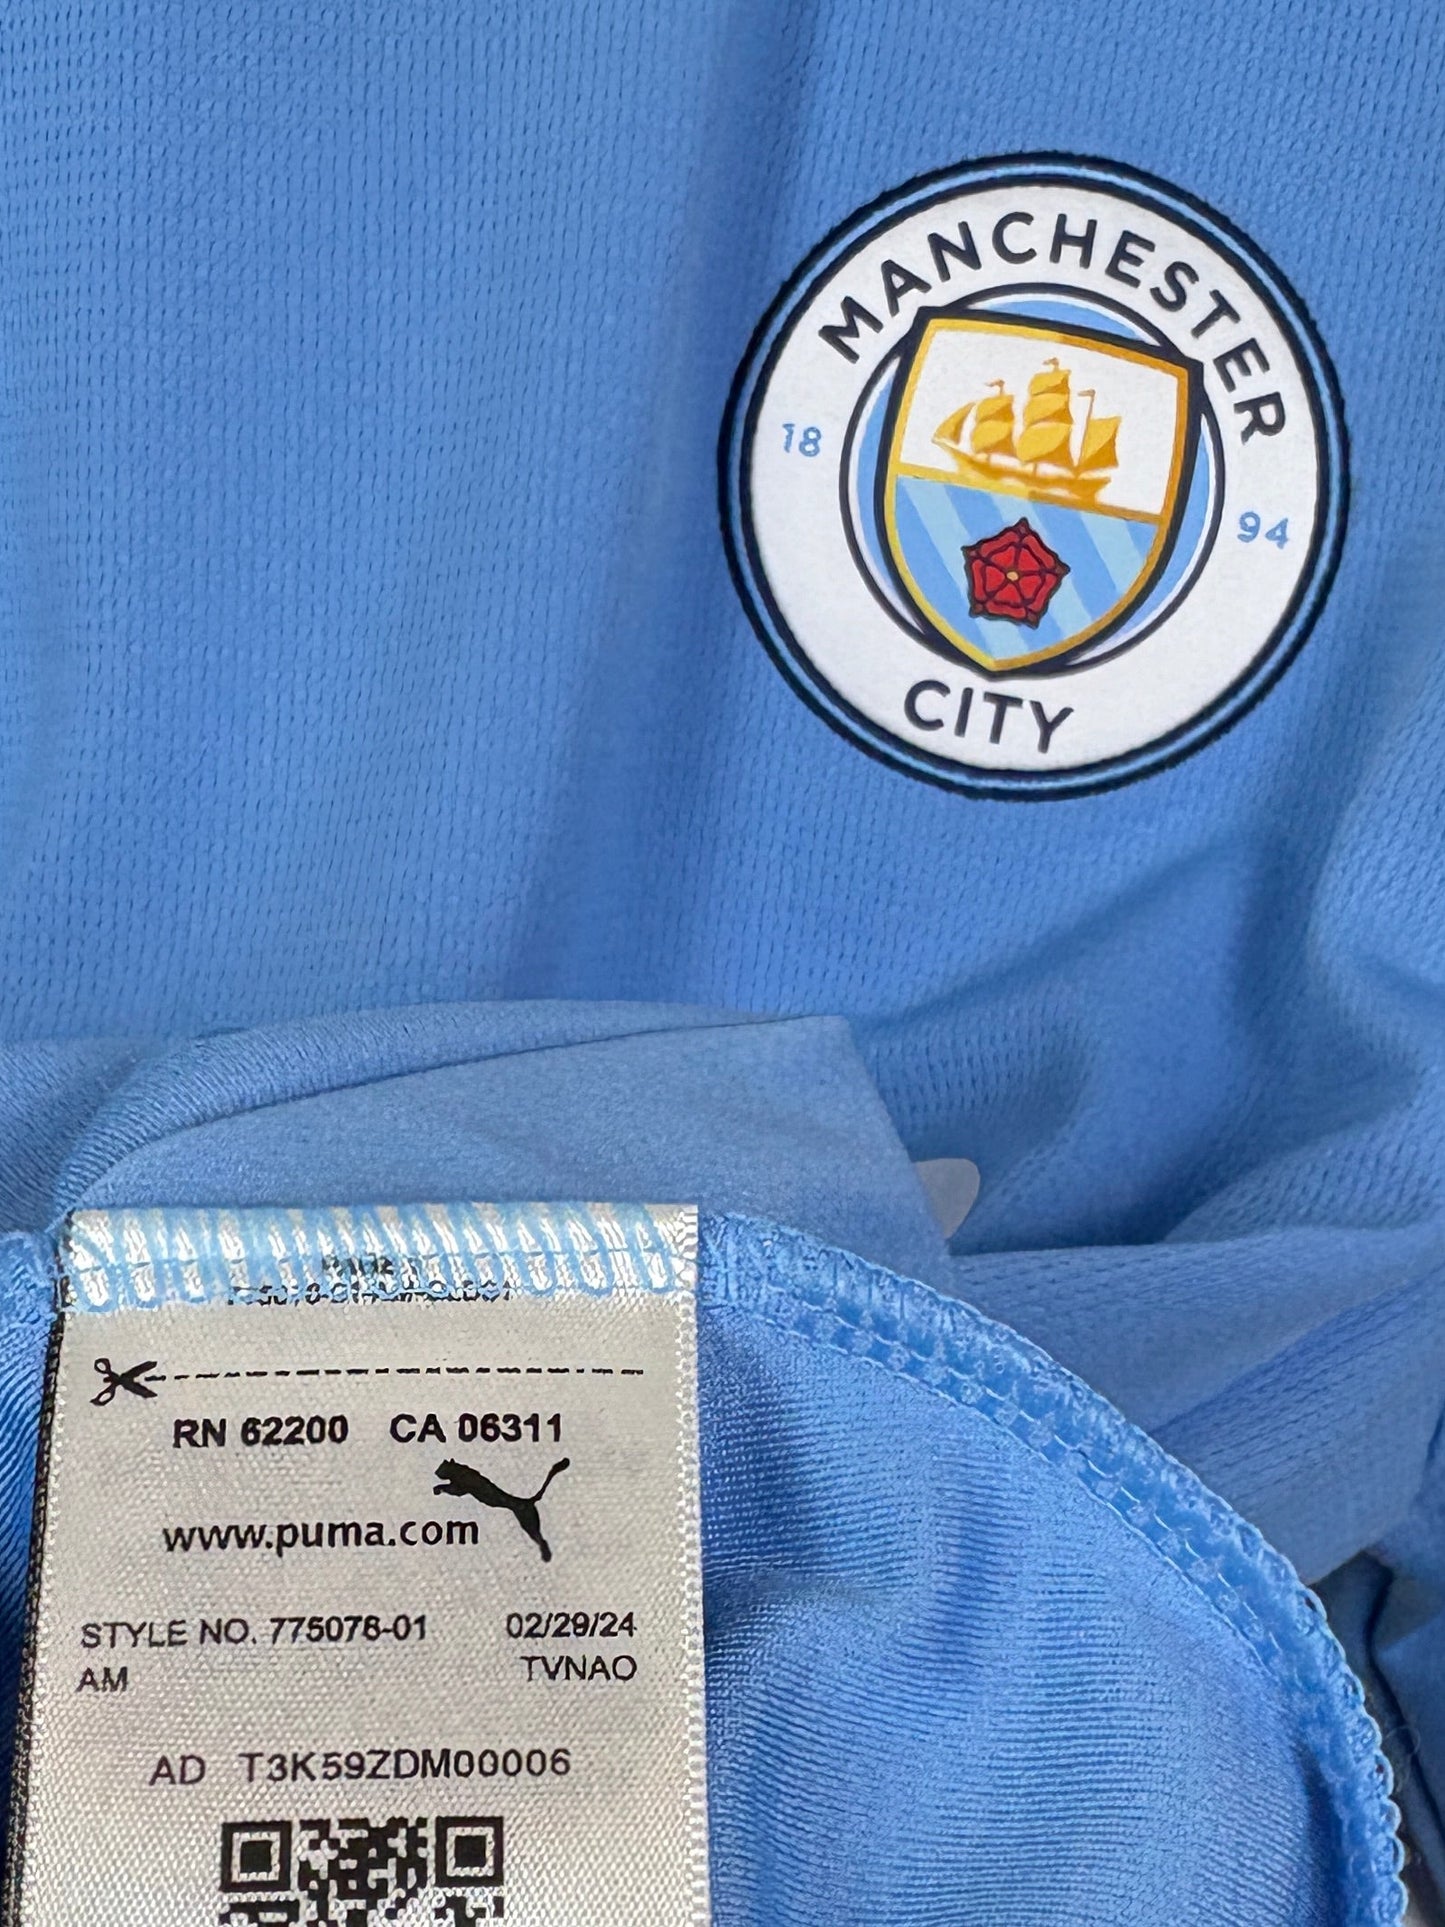 MANCHESTER
18 94
CITY
RN 62200 CA 06311
www.puma.com
STYLE NO. 775078-01 02/29/24
AM TVNAO
AD T3K59ZDM00006